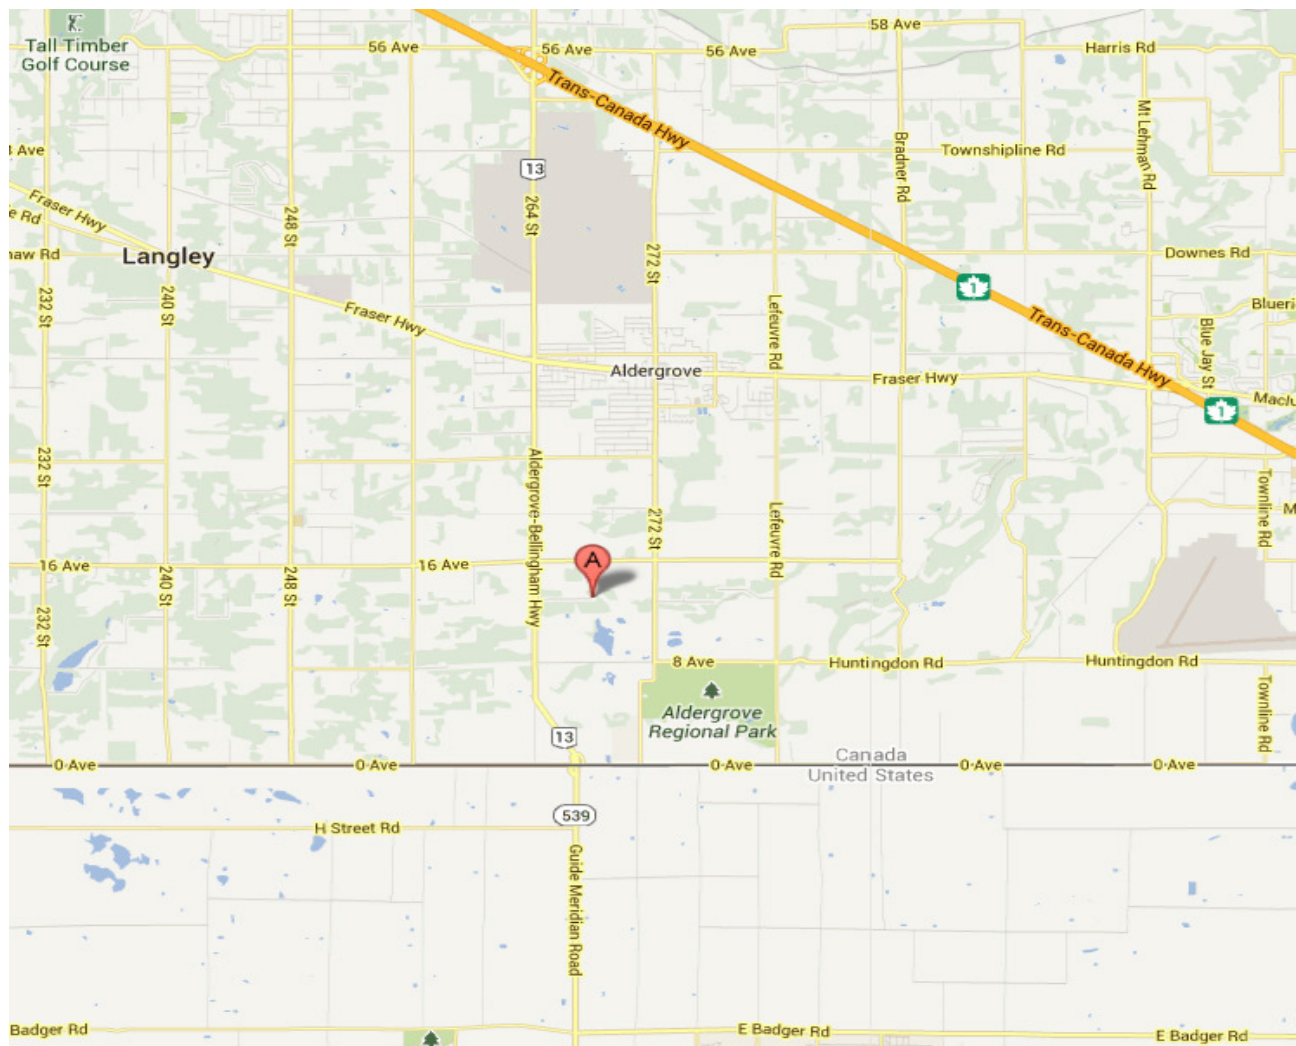 56 Ave
56 Ave
56 Ave
58 Ave
Harris Rd
Tall Timber
Golf Course
Trans-Canada Hwy
Mt Lehman Rd
Bradner Rd
Townshipline Rd
Ave
13
Fraser Hwy
264 St
248 St
Rd
Rd
Langley
272 St
Downes Rd
232 St
240 St
Fraser Hwy
Lefeuvre Rd
1
Trans-Canada Hwy
Blue Jay St
Aldergrove
Fraser Hwy
1
232 St
Aldergrove-Bellingham Hwy
272 St
Lefeuvre Rd
Townline Rd
16 Ave
240 St
248 St
16 Ave
A
232 St
8 Ave
Huntingdon Rd
Huntingdon Rd
Aldergrove
Regional Park
Townline Rd
13
Canada
United States
0 Ave
0 Ave
0 Ave
0 Ave
0 Ave
539
H Street Rd
Guide Meridian Road
Badger Rd
E Badger Rd
E Badger Rd